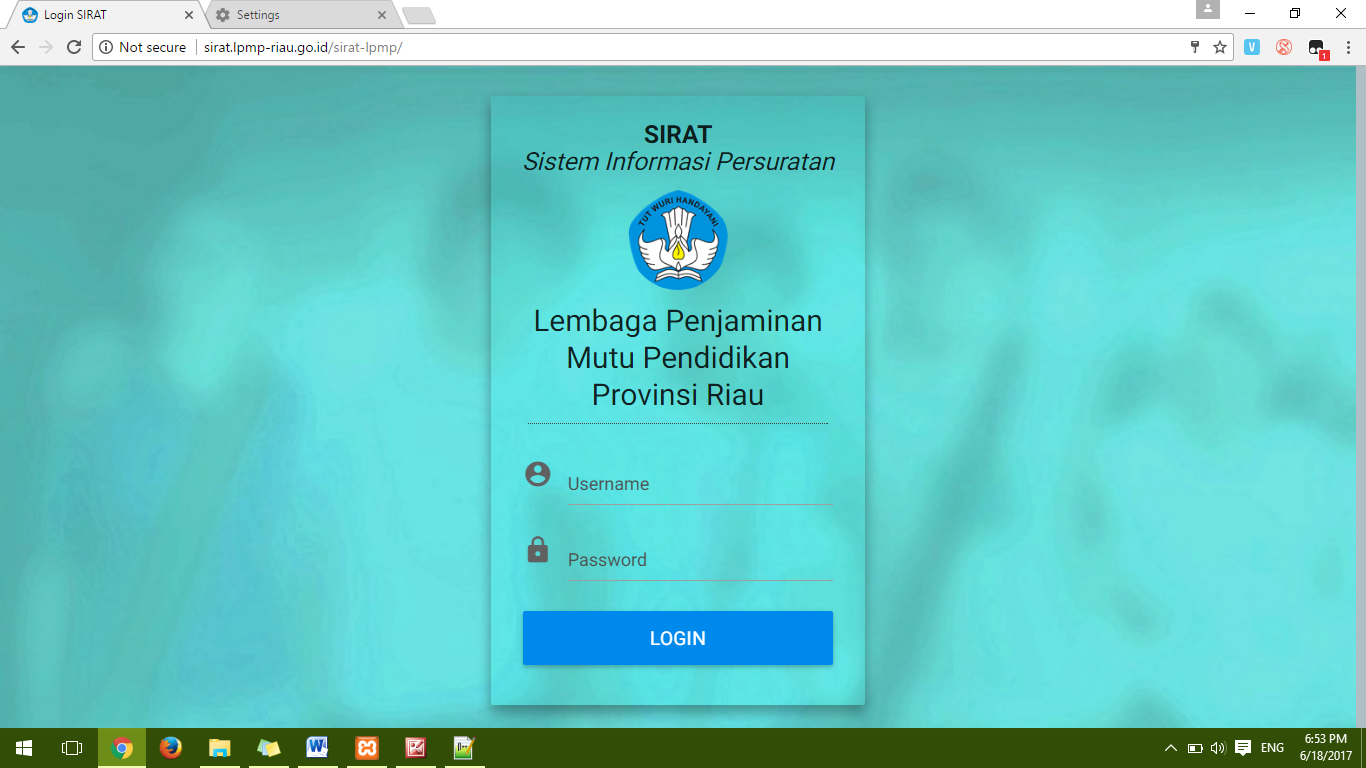 Login SIRAT
Settings
Not secure
sirat.lpmp-riau.go.id/sirat-lpmp/
V
1
SIRAT
Sistem Informasi Persuratan
TUT WURI HANDAYANI
Lembaga Penjaminan
Mutu Pendidikan
Provinsi Riau
Username
Password
LOGIN
ENG
6:53 PM
6/18/2017